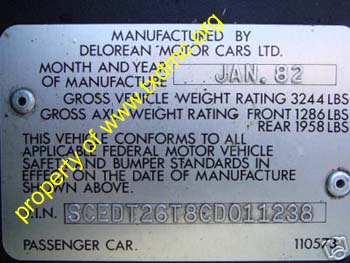 MANUFACTURED BY
DELOREAN MOTOR CARS LTD.
MONTH AND YEAR
OF MANUFACTURE JAN. 82
GROSS VEHICLE WEIGHT RATING 3244 LBS
GROSS AXLE WEIGHT RATING FRONT 1286 LBS
REAR 1958 LBS
THIS VEHICLE CONFORMS TO ALL
APPLICABLE FEDERAL MOTOR VEHICLE
SAFETY AND BUMPER STANDARDS IN
EFFECT ON THE DATE OF MANUFACTURE
SHOWN ABOVE.
V.I.N. SCEDT26T8CD011238
PASSENGER CAR. 110573
property of www.txdmc.org